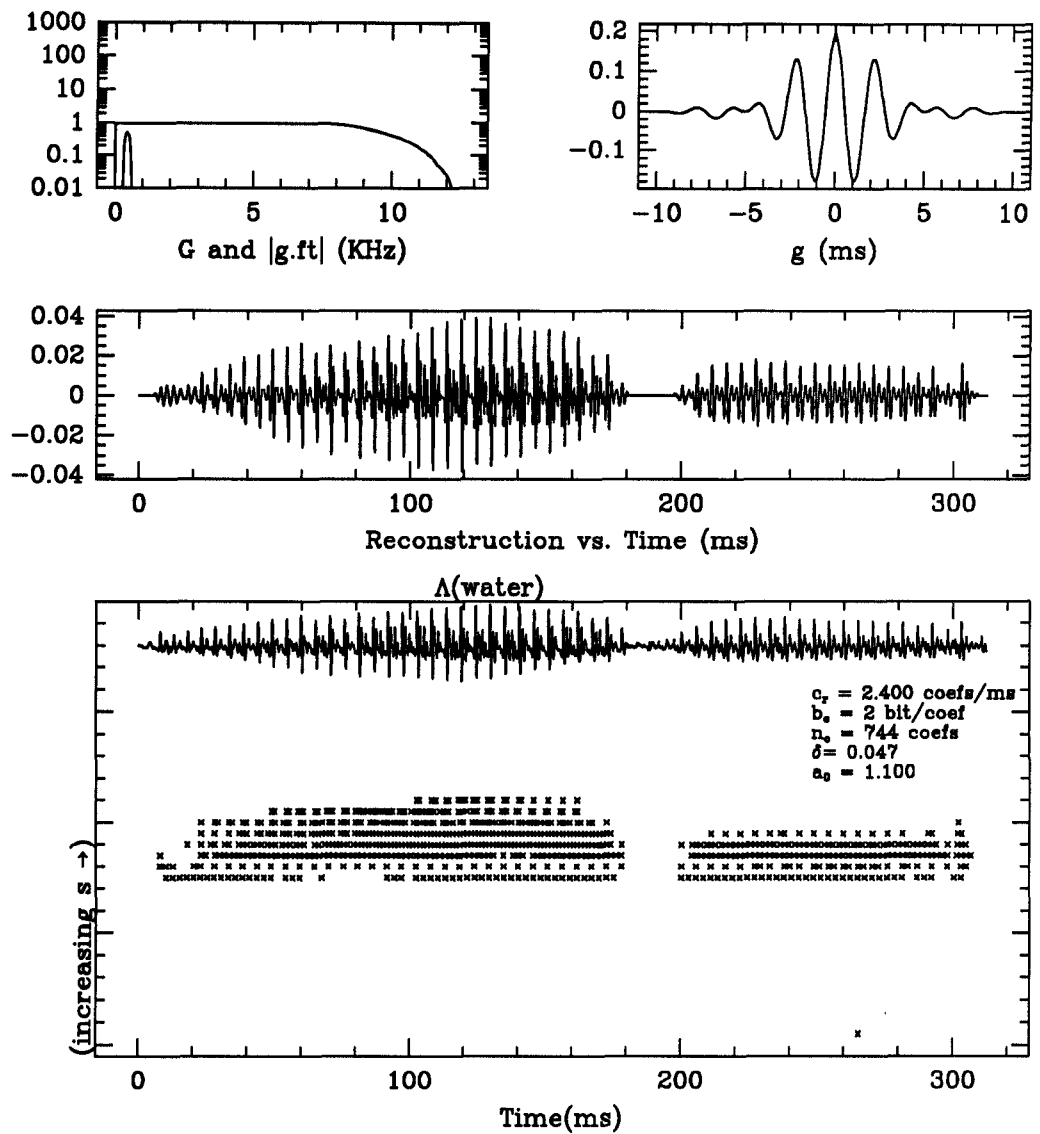 1000
100
10
1
0.1
0.01
0 5 10
G and |g.ft| (KHz)
0.2
0.1
0
−0.1
−10 −5 0 5 10
g (ms)
0.04
0.02
0
−0.02
−0.04
0 100 200 300
Reconstruction vs. Time (ms)
Λ(water)
c_r = 2.400 coefs/ms
b_c = 2 bit/coef
n_c = 744 coefs
δ= 0.047
a_0 = 1.100
(increasing s →)
0 100 200 300
Time(ms)